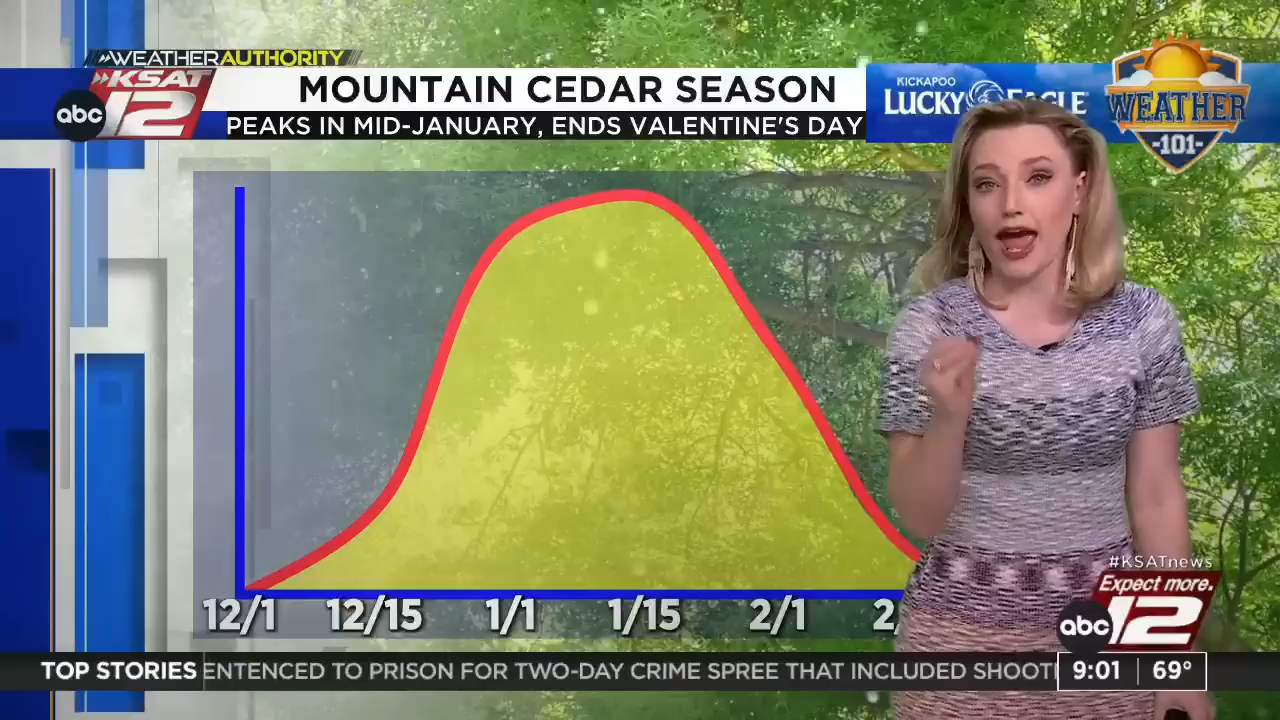 WEATHERAUTHORITY
KSAT
abc 12
MOUNTAIN CEDAR SEASON
PEAKS IN MID-JANUARY, ENDS VALENTINE'S DAY
KICKAPOO
LUCKY EAGLE
WEATHER
-101-
12/1 12/15 1/1 1/15 2/1 2/
#KSATnews
Expect more.
abc 12
TOP STORIES ENTENCED TO PRISON FOR TWO-DAY CRIME SPREE THAT INCLUDED SHOOTI 9:01 69°